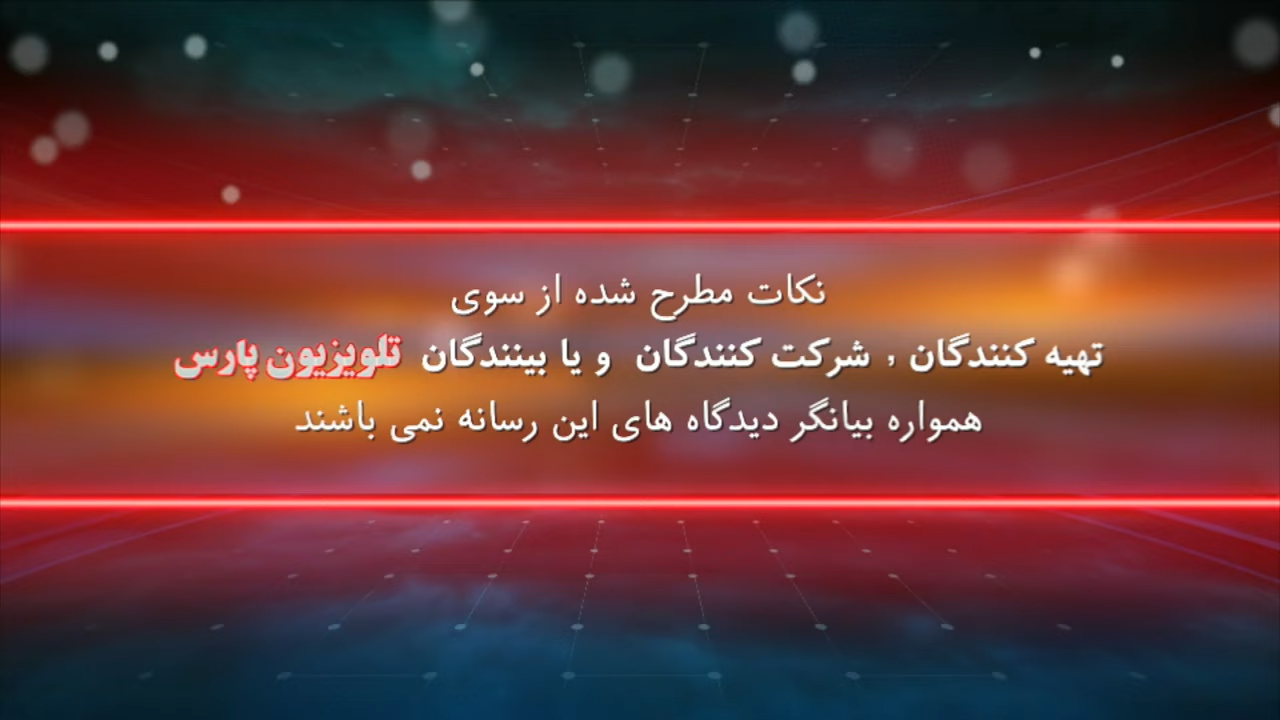 نکات مطرح شده از سوی
تهیه کنندگان , شرکت کنندگان و یا بینندگان تلویزیون پارس
همواره بیانگر دیدگاه های این رسانه نمی باشند